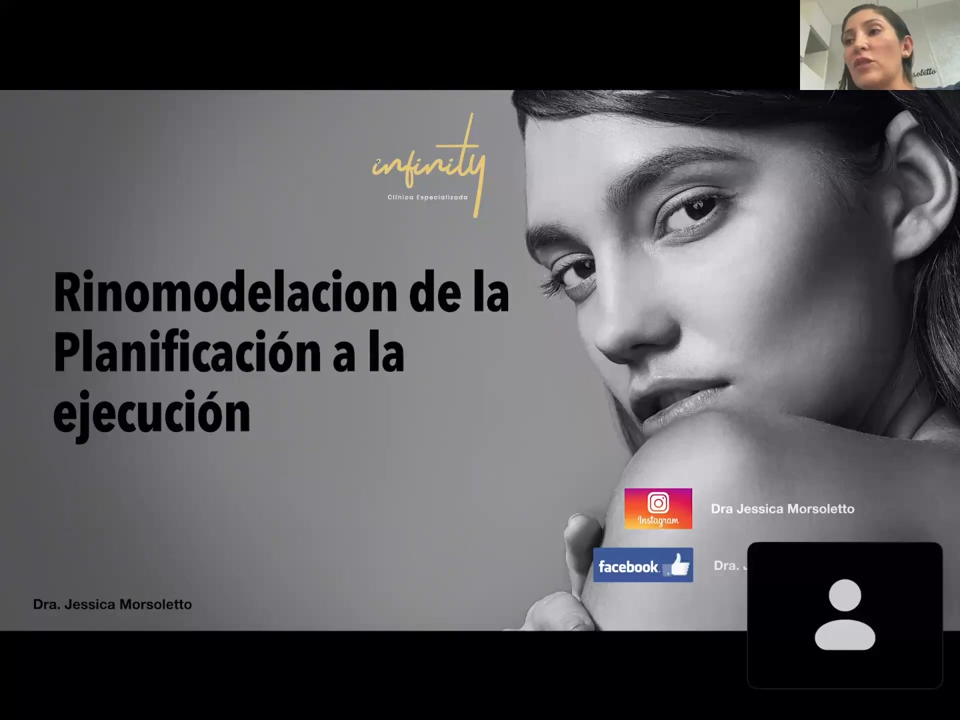 infinity
Clínica Especializada
Rinomodelacion de la
Planificación a la
ejecución
Instagram
Dra Jessica Morsoletto
facebook.
Dra.
Dra. Jessica Morsoletto